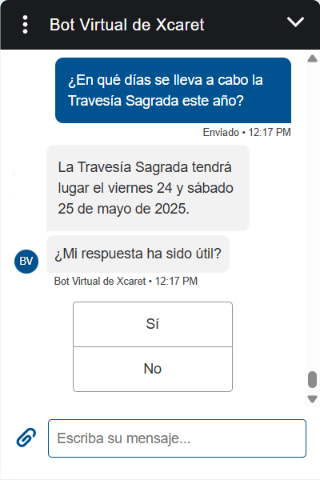 Bot Virtual de Xcaret
¿En qué días se lleva a cabo la
Travesía Sagrada este año?
Enviado • 12:17 PM
La Travesía Sagrada tendrá
lugar el viernes 24 y sábado
25 de mayo de 2025.
¿Mi respuesta ha sido útil?
BV
Bot Virtual de Xcaret • 12:17 PM
Sí
No
Escriba su mensaje...